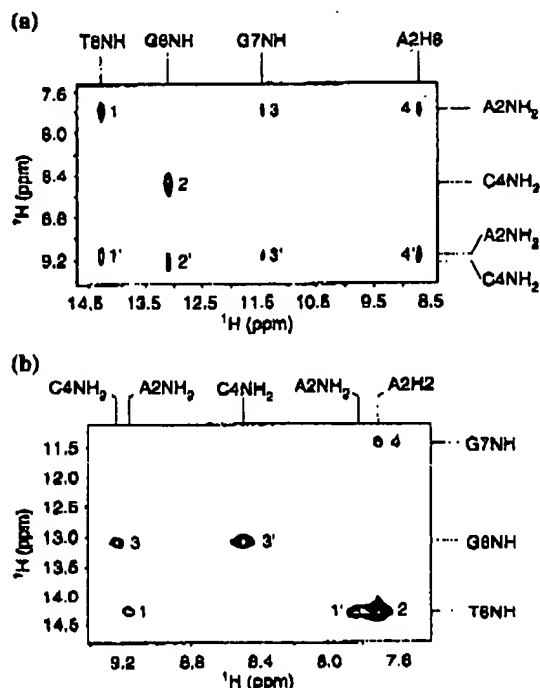 (a)
T8NH G6NH G7NH A2H8
7.6
8.0
8.4
8.8
9.2
¹H (ppm)
1 3 4 A2NH₂
2 C4NH₂
1' 2' 3' 4' A2NH₂
C4NH₂
14.5 13.5 12.5 11.5 10.5 9.5 8.5
¹H (ppm)
(b)
C4NH₂ A2NH₂ C4NH₂ A2NH₂ A2H2
11.5
12.0
12.5
13.0
13.5
14.0
14.5
¹H (ppm)
4 G7NH
3 3' G6NH
1 1' 2 T8NH
9.2 8.8 8.4 8.0 7.6
¹H (ppm)